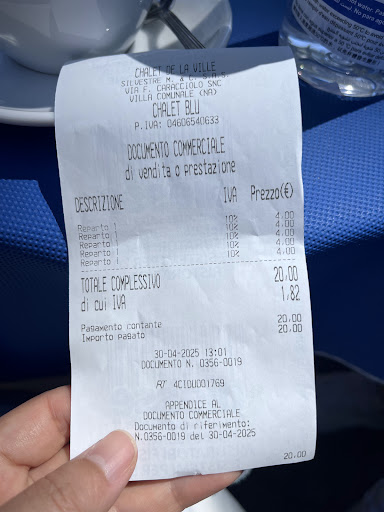 CHALET DE LA VILLE
SILVESTRE M. & C. S.A.S.
VIA F. CARACCIOLO SNC
VILLA COMUNALE (NA)
CHALET BLU
P.IVA: 04606540633
DOCUMENTO COMMERCIALE
di vendita o prestazione
DESCRIZIONE IVA Prezzo(€)
Reparto 1 10% 4,00
Reparto 1 10% 4,00
Reparto 1 10% 4,00
Reparto 1 10% 4,00
Reparto 1 10% 4,00
TOTALE COMPLESSIVO 20,00
di cui IVA 1,82
Pagamento contante 20,00
Importo pagato 20,00
30-04-2025 13:01
DOCUMENTO N. 0356-0019
RT 4CIDU001769
APPENDICE AL
DOCUMENTO COMMERCIALE
Documento di riferimento:
N.0356-0019 del 30-04-2025
20,00